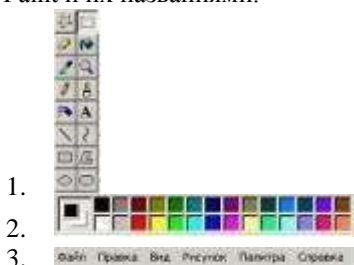 Paint и их названиями:
A
1.
2.
3. Файл Правка Вид Рисунок Палитра Справка